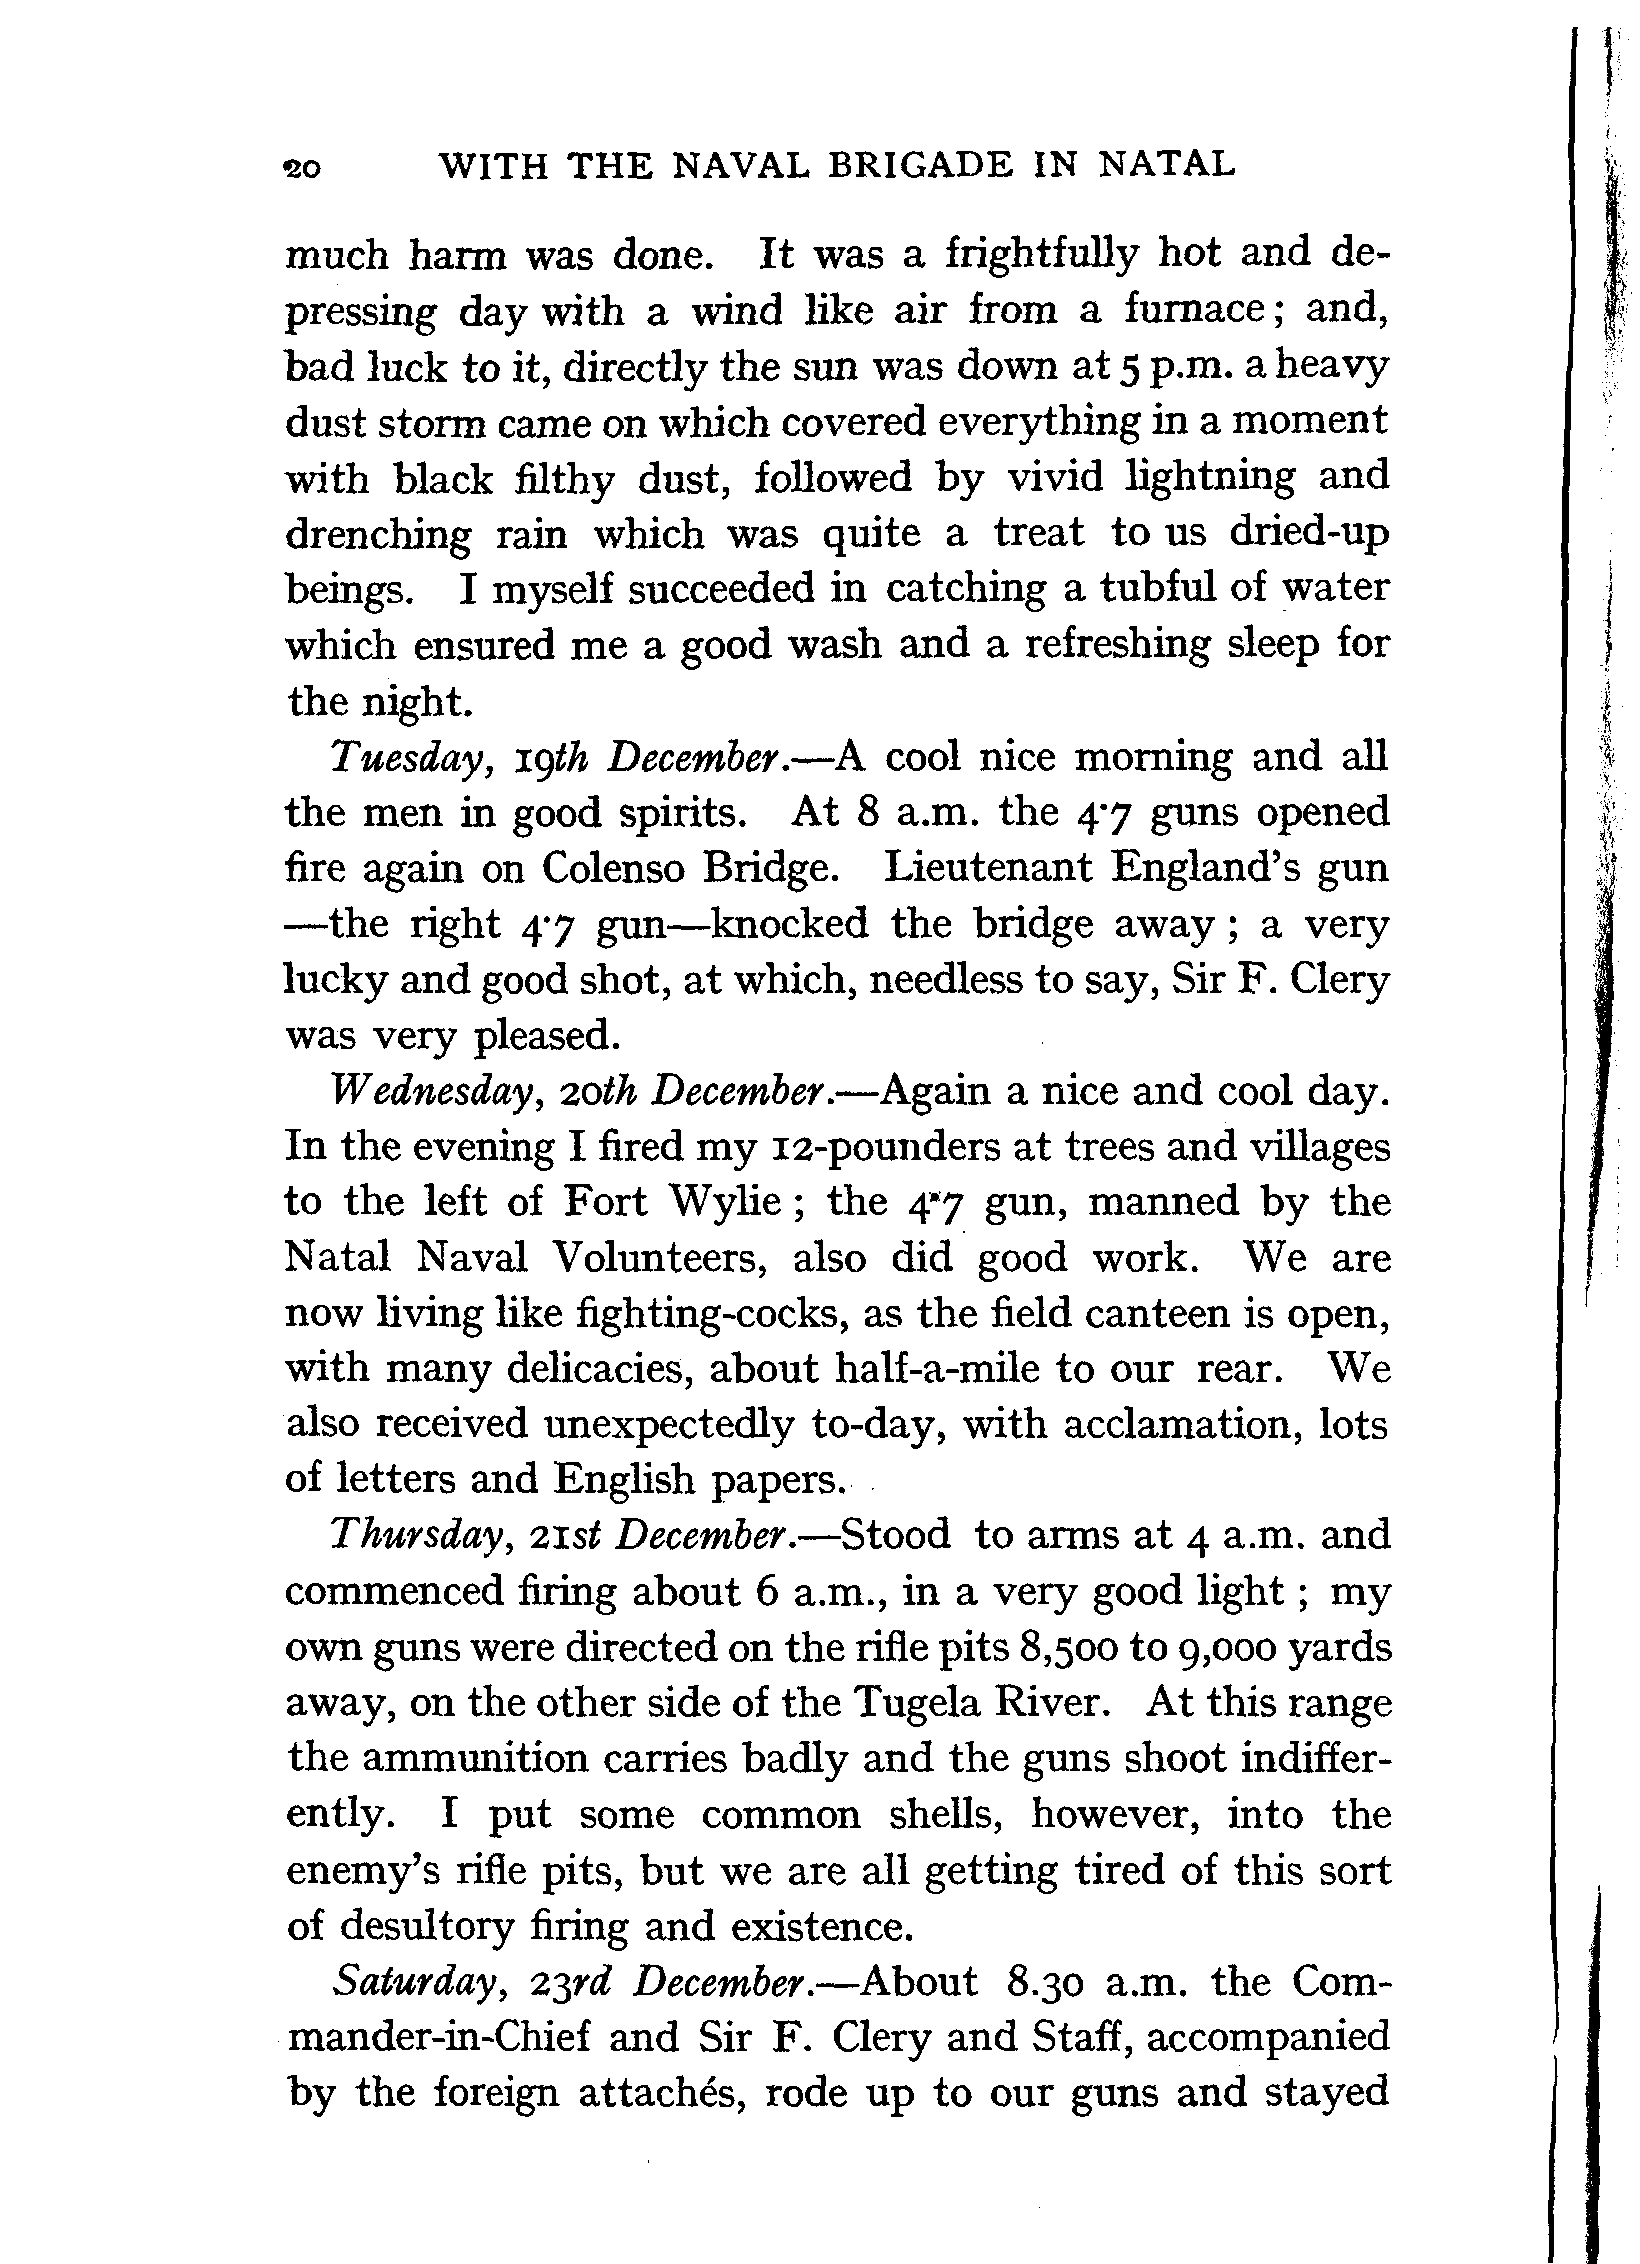 20 WITH THE NAVAL BRIGADE IN NATAL
much harm was done. It was a frightfully hot and de-
pressing day with a wind like air from a furnace; and,
bad luck to it, directly the sun was down at 5 p.m. a heavy
dust storm came on which covered everything in a moment
with black filthy dust, followed by vivid lightning and
drenching rain which was quite a treat to us dried-up
beings. I myself succeeded in catching a tubful of water
which ensured me a good wash and a refreshing sleep for
the night.
Tuesday, 19th December.—A cool nice morning and all
the men in good spirits. At 8 a.m. the 4·7 guns opened
fire again on Colenso Bridge. Lieutenant England's gun
—the right 4·7 gun—knocked the bridge away; a very
lucky and good shot, at which, needless to say, Sir F. Clery
was very pleased.
Wednesday, 20th December.—Again a nice and cool day.
In the evening I fired my 12-pounders at trees and villages
to the left of Fort Wylie; the 4·7 gun, manned by the
Natal Naval Volunteers, also did good work. We are
now living like fighting-cocks, as the field canteen is open,
with many delicacies, about half-a-mile to our rear. We
also received unexpectedly to-day, with acclamation, lots
of letters and English papers.
Thursday, 21st December.—Stood to arms at 4 a.m. and
commenced firing about 6 a.m., in a very good light; my
own guns were directed on the rifle pits 8,500 to 9,000 yards
away, on the other side of the Tugela River. At this range
the ammunition carries badly and the guns shoot indiffer-
ently. I put some common shells, however, into the
enemy's rifle pits, but we are all getting tired of this sort
of desultory firing and existence.
Saturday, 23rd December.—About 8.30 a.m. the Com-
mander-in-Chief and Sir F. Clery and Staff, accompanied
by the foreign attachés, rode up to our guns and stayed